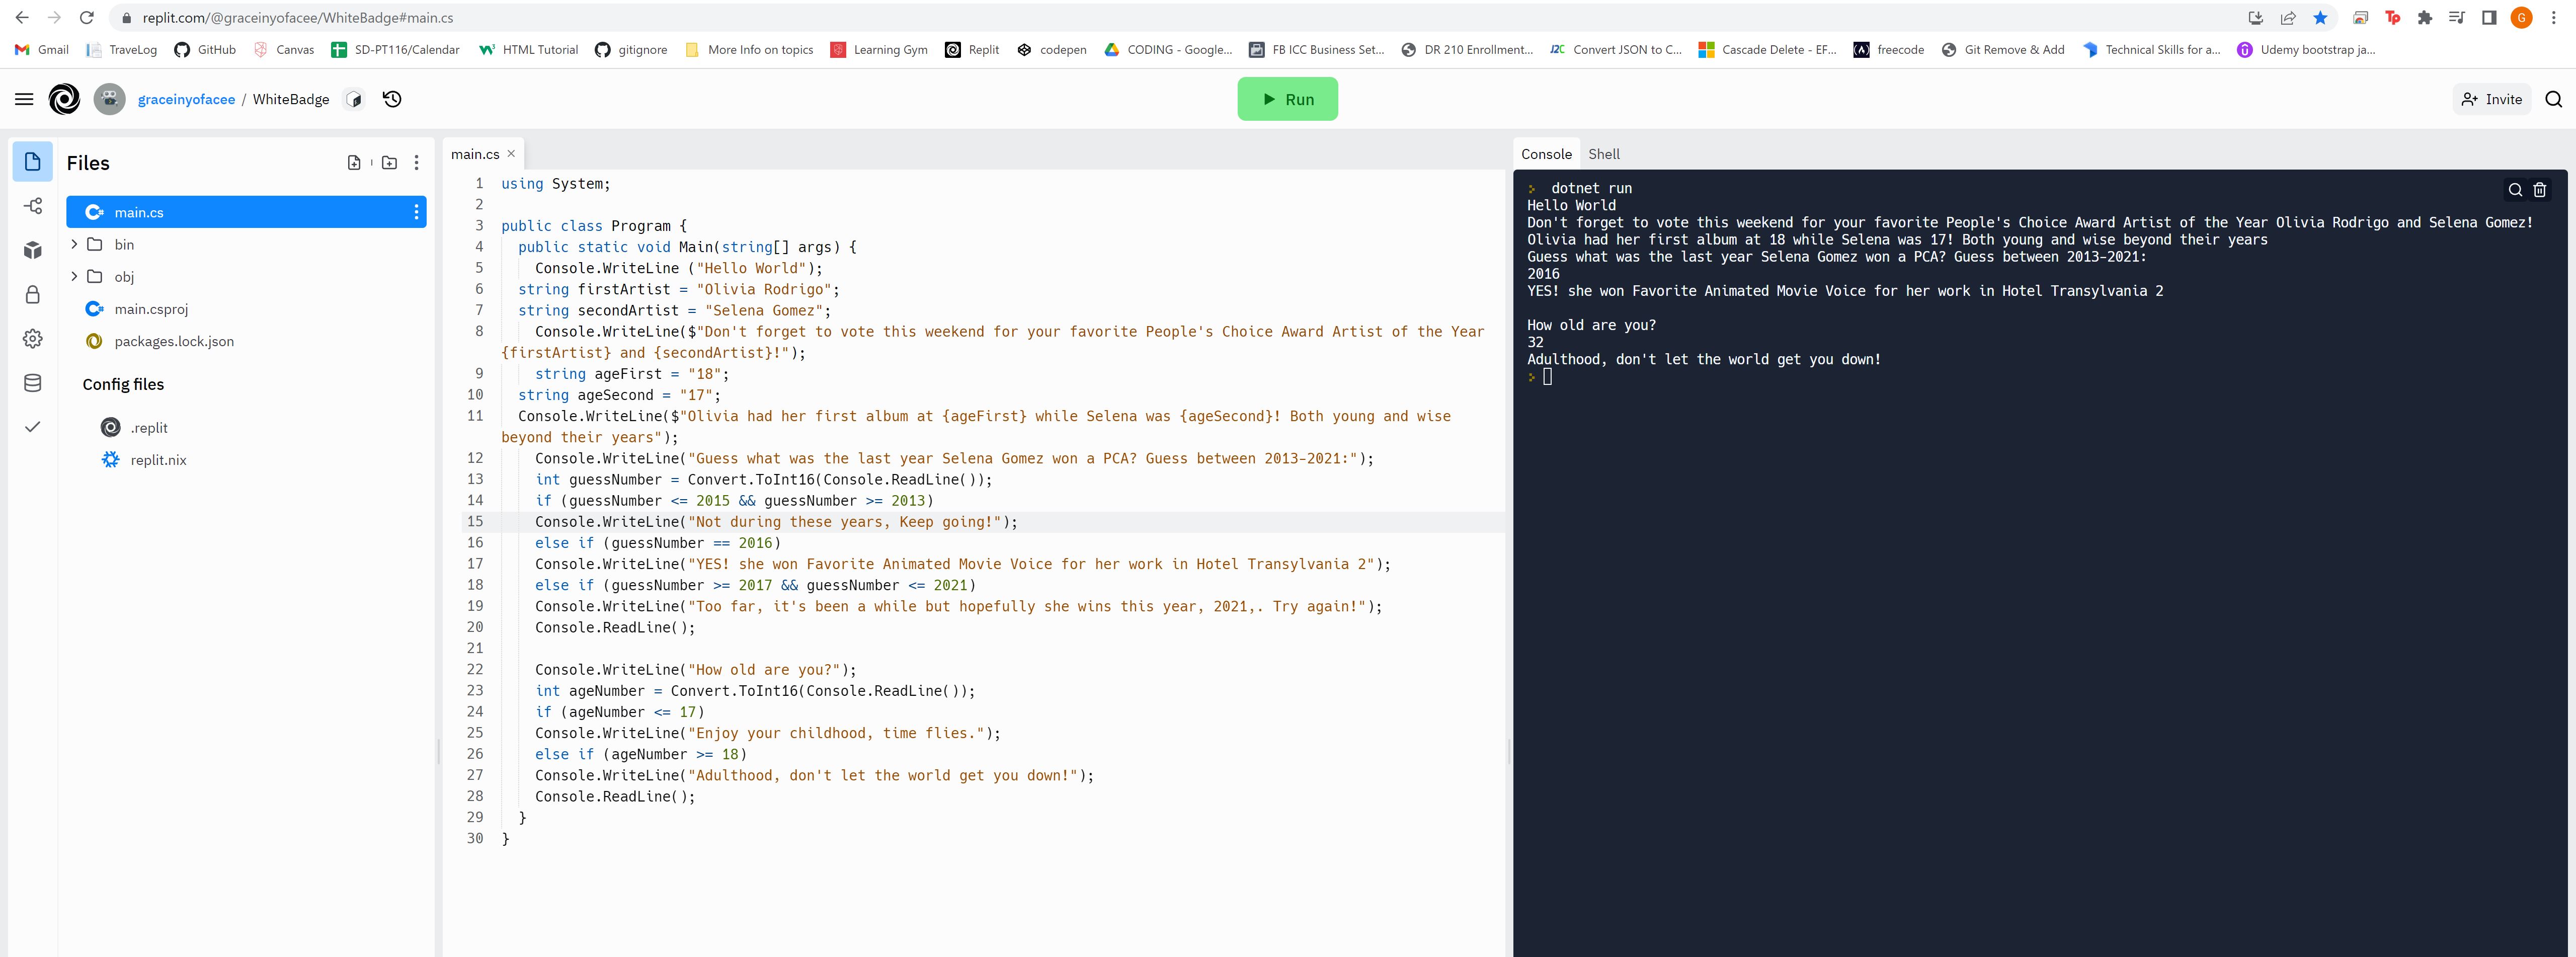 replit.com/@graceinyofacee/WhiteBadge#main.cs
Tp
G
Gmail TraveLog GitHub Canvas SD-PT116/Calendar HTML Tutorial gitignore More Info on topics Learning Gym Replit codepen CODING - Google... FB ICC Business Set... DR 210 Enrollment... J2C Convert JSON to C... Cascade Delete - EF... freecode Git Remove & Add Technical Skills for a... Udemy bootstrap ja...
graceinyofacee / WhiteBadge
Run
Invite
Files
main.cs
bin
obj
main.csproj
packages.lock.json
Config files
.replit
replit.nix
main.cs
1 using System;
2
3 public class Program {
4 public static void Main(string[] args) {
5 Console.WriteLine ("Hello World");
6 string firstArtist = "Olivia Rodrigo";
7 string secondArtist = "Selena Gomez";
8 Console.WriteLine($"Don't forget to vote this weekend for your favorite People's Choice Award Artist of the Year
{firstArtist} and {secondArtist}!");
9 string ageFirst = "18";
10 string ageSecond = "17";
11 Console.WriteLine($"Olivia had her first album at {ageFirst} while Selena was {ageSecond}! Both young and wise
beyond their years");
12 Console.WriteLine("Guess what was the last year Selena Gomez won a PCA? Guess between 2013-2021:");
13 int guessNumber = Convert.ToInt16(Console.ReadLine());
14 if (guessNumber <= 2015 && guessNumber >= 2013)
15 Console.WriteLine("Not during these years, Keep going!");
16 else if (guessNumber == 2016)
17 Console.WriteLine("YES! she won Favorite Animated Movie Voice for her work in Hotel Transylvania 2");
18 else if (guessNumber >= 2017 && guessNumber <= 2021)
19 Console.WriteLine("Too far, it's been a while but hopefully she wins this year, 2021,. Try again!");
20 Console.ReadLine();
21
22 Console.WriteLine("How old are you?");
23 int ageNumber = Convert.ToInt16(Console.ReadLine());
24 if (ageNumber <= 17)
25 Console.WriteLine("Enjoy your childhood, time flies.");
26 else if (ageNumber >= 18)
27 Console.WriteLine("Adulthood, don't let the world get you down!");
28 Console.ReadLine();
29 }
30 }
Console Shell
dotnet run
Hello World
Don't forget to vote this weekend for your favorite People's Choice Award Artist of the Year Olivia Rodrigo and Selena Gomez!
Olivia had her first album at 18 while Selena was 17! Both young and wise beyond their years
Guess what was the last year Selena Gomez won a PCA? Guess between 2013-2021:
2016
YES! she won Favorite Animated Movie Voice for her work in Hotel Transylvania 2
How old are you?
32
Adulthood, don't let the world get you down!